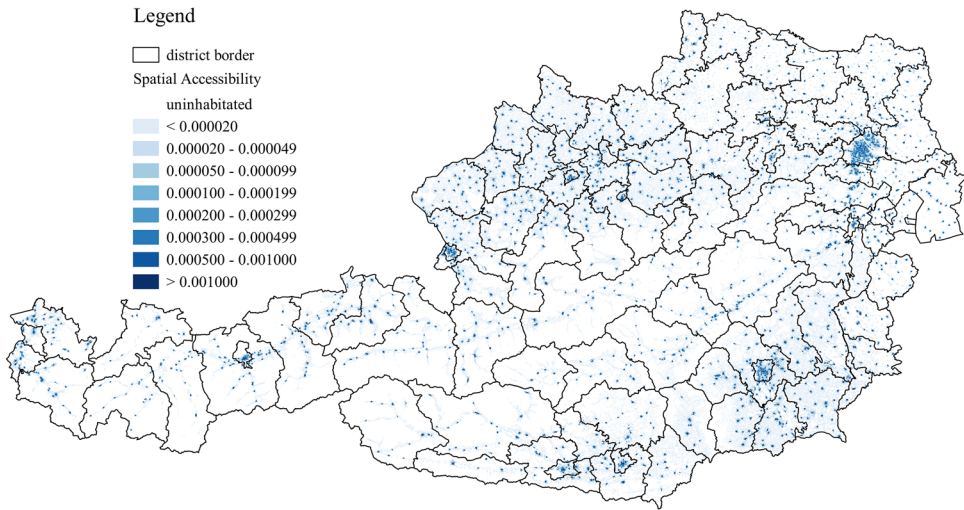 Legend
district border
Spatial Accessibility
uninhabitated
< 0.000020
0.000020 - 0.000049
0.000050 - 0.000099
0.000100 - 0.000199
0.000200 - 0.000299
0.000300 - 0.000499
0.000500 - 0.001000
> 0.001000